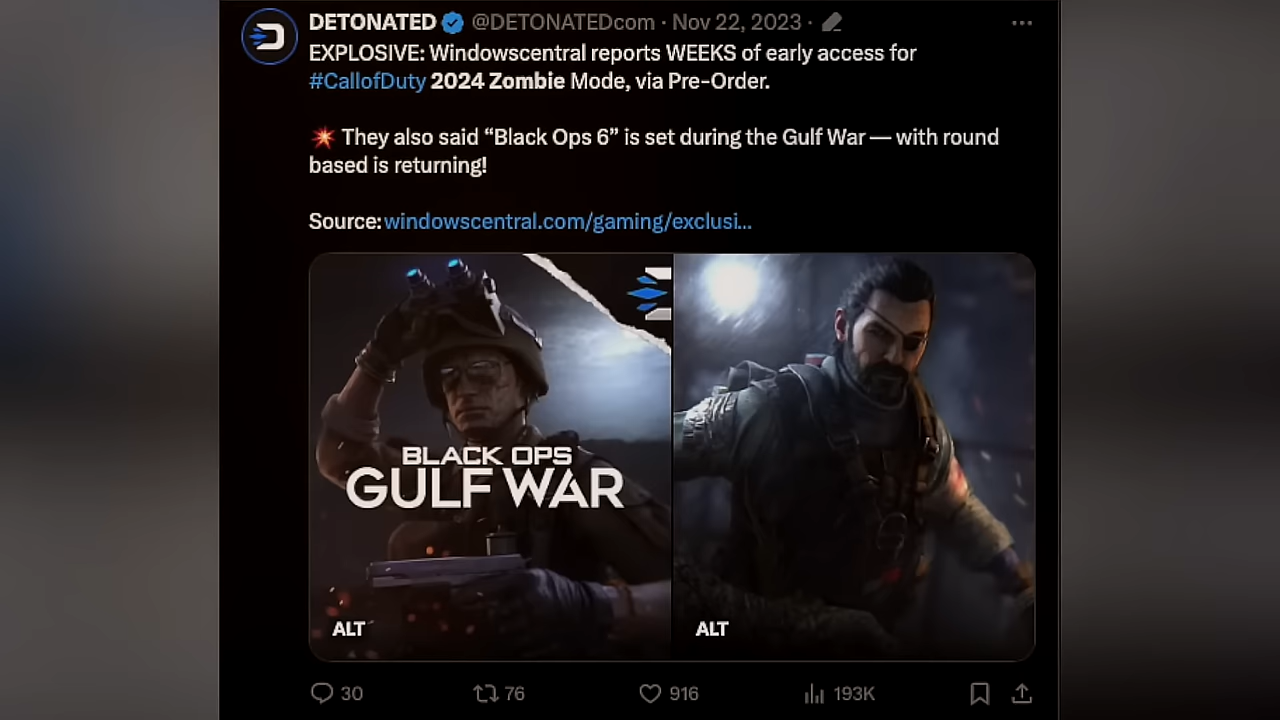 DETONATED @DETONATEDcom · Nov 22, 2023 ·
EXPLOSIVE: Windowscentral reports WEEKS of early access for
#CallofDuty 2024 Zombie Mode, via Pre-Order.
💥 They also said “Black Ops 6” is set during the Gulf War — with round
based is returning!
Source: windowscentral.com/gaming/exclusi...
BLACK OPS
GULF WAR
ALT
ALT
30 76 916 193K